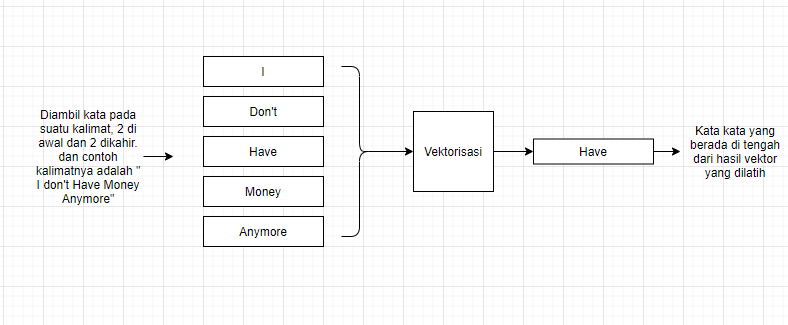 Diambil kata pada
suatu kalimat, 2 di
awal dan 2 dikahir.
dan contoh
kalimatnya adalah "
I don't Have Money
Anymore"
I
Don't
Have
Money
Anymore
Vektorisasi
Have
Kata kata yang
berada di tengah
dari hasil vektor
yang dilatih